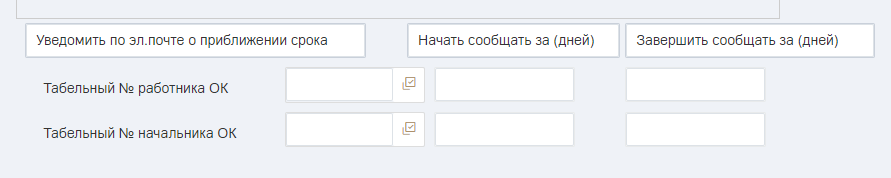 Уведомить по эл.почте о приближении срока Начать сообщать за (дней) Завершить сообщать за (дней)
Табельный № работника ОК
Табельный № начальника ОК